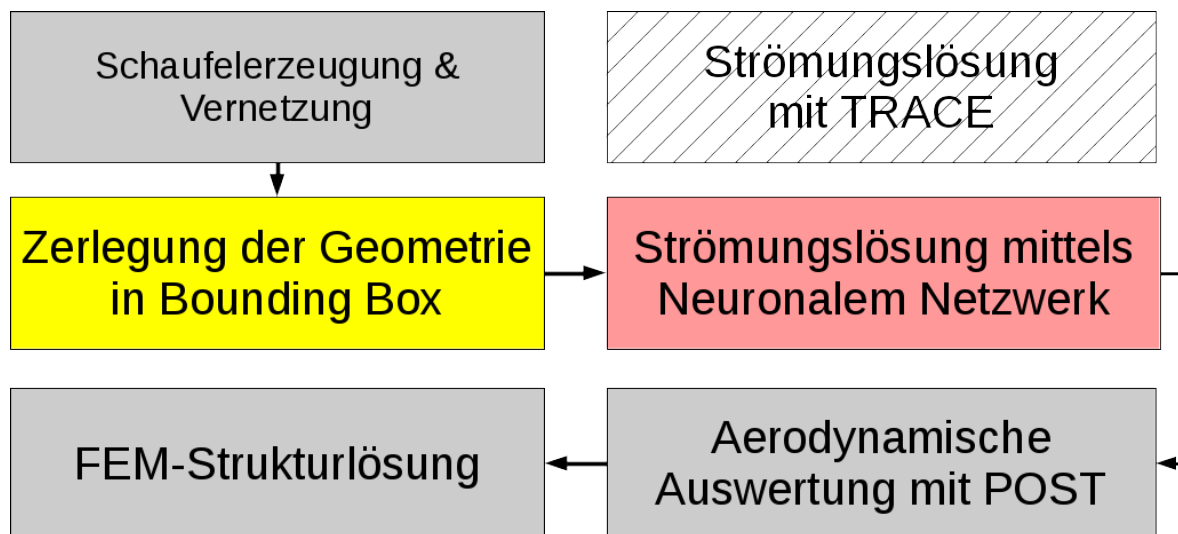 Schaufelerzeugung &
Vernetzung
Strömungslösung
mit TRACE
Zerlegung der Geometrie
in Bounding Box
Strömungslösung mittels
Neuronalem Netzwerk
FEM-Strukturlösung
Aerodynamische
Auswertung mit POST